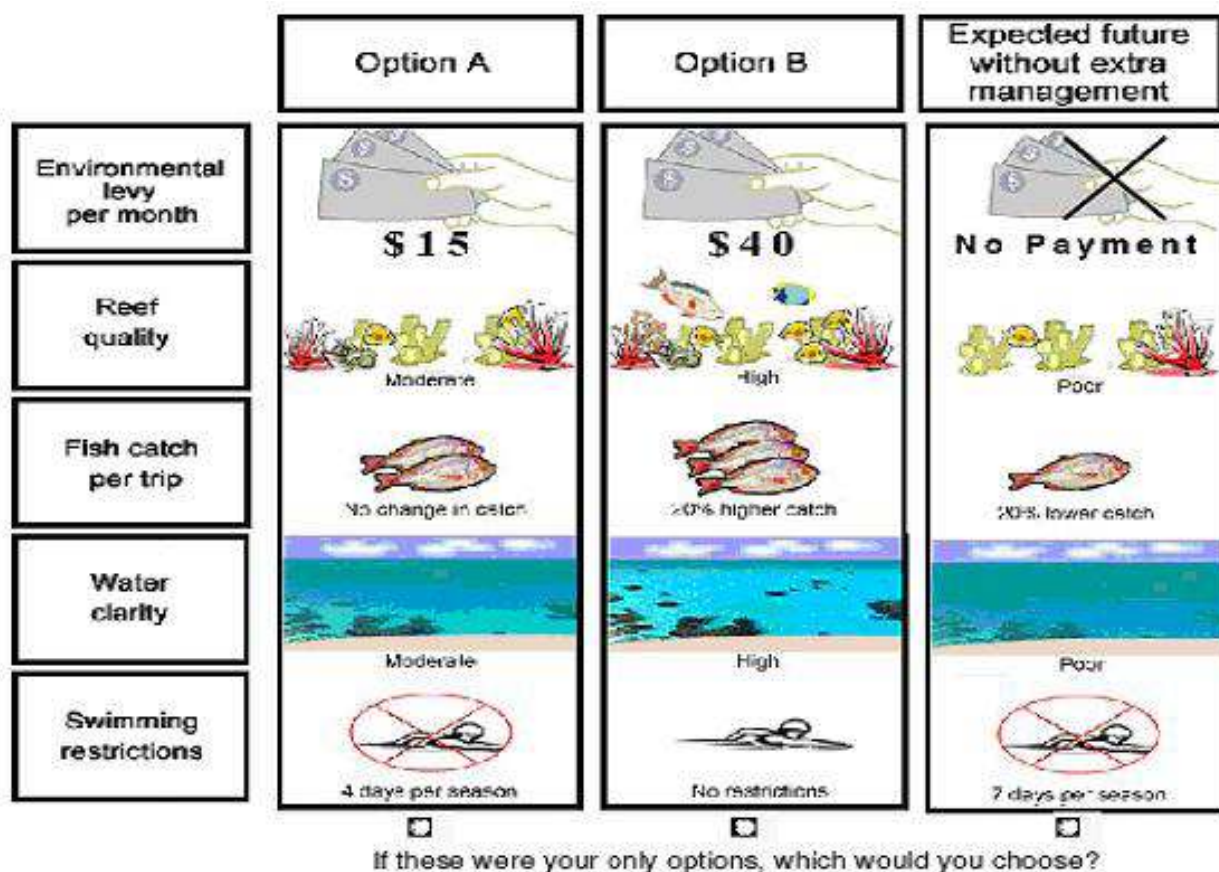 Option A
Option B
Expected future
without extra
management
Environmental
levy
per month
$ 15
$ 40
No Payment
Reef
quality
Moderate
High
Poor
Fish catch
per trip
No change in catch
20% higher catch
20% lower catch
Water
clarity
Moderate
High
Poor
Swimming
restrictions
4 days per season
No restrictions
7 days per season
If these were your only options, which would you choose?